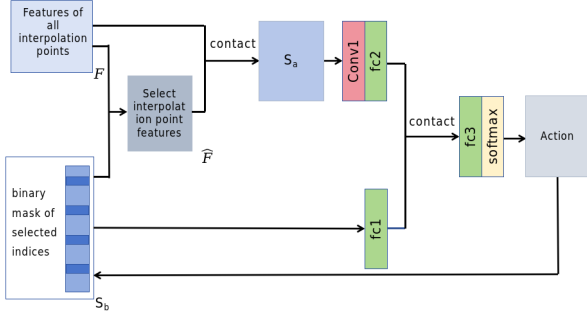 Features of
all
interpolation
points
F
contact
Select
interpolat
ion point
features
F̂
Sa
Conv1
fc2
contact
fc3
softmax
Action
binary
mask of
selected
indices
fc1
Sb